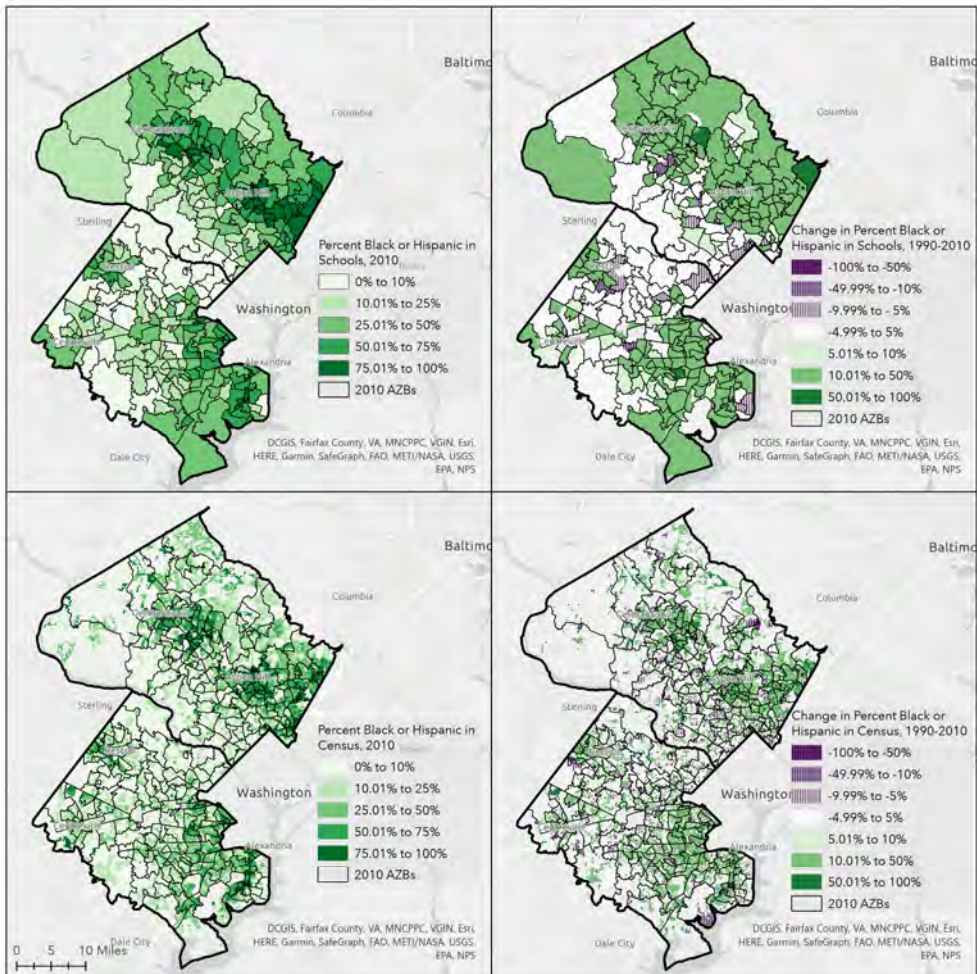 Baltimo
Columbia
Sterling
Percent Black or Hispanic in
Schools, 2010
0% to 10%
10.01% to 25%
25.01% to 50%
50.01% to 75%
75.01% to 100%
2010 AZBs
Washington
Alexandria
Dale City
DCGIS, Fairfax County, VA, MNCPPC, VGIN, Esri,
HERE, Garmin, SafeGraph, FAO, METI/NASA, USGS,
EPA, NPS
Baltimo
Columbia
Sterling
Change in Percent Black or
Hispanic in Schools, 1990-2010
-100% to -50%
-49.99% to -10%
-9.99% to - 5%
-4.99% to 5%
5.01% to 10%
10.01% to 50%
50.01% to 100%
2010 AZBs
Washington
Alexandria
Dale City
DCGIS, Fairfax County, VA, MNCPPC, VGIN, Esri,
HERE, Garmin, SafeGraph, FAO, METI/NASA, USGS,
EPA, NPS
Baltimo
Columbia
Sterling
Percent Black or Hispanic in
Census, 2010
0% to 10%
10.01% to 25%
25.01% to 50%
50.01% to 75%
75.01% to 100%
2010 AZBs
Washington
Alexandria
Dale City
0 5 10 Miles
DCGIS, Fairfax County, VA, MNCPPC, VGIN, Esri,
HERE, Garmin, SafeGraph, FAO, METI/NASA, USGS,
EPA, NPS
Baltimo
Columbia
Sterling
Change in Percent Black or
Hispanic in Census, 1990-2010
-100% to -50%
-49.99% to -10%
-9.99% to -5%
-4.99% to 5%
5.01% to 10%
10.01% to 50%
50.01% to 100%
2010 AZBs
Washington
Alexandria
Dale City
DCGIS, Fairfax County, VA, MNCPPC, VGIN, Esri,
HERE, Garmin, SafeGraph, FAO, METI/NASA, USGS,
EPA, NPS